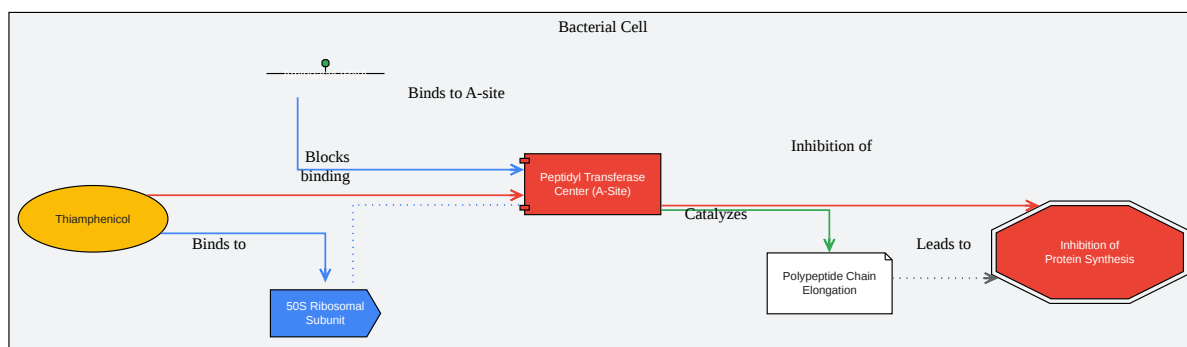 Bacterial Cell
Binds to A-site
Blocks
binding
Inhibition of
Peptidyl Transferase
Center (A-Site)
Thiamphenicol
Catalyzes
Binds to
Leads to
Inhibition of
Protein Synthesis
Polypeptide Chain
Elongation
50S Ribosomal
Subunit